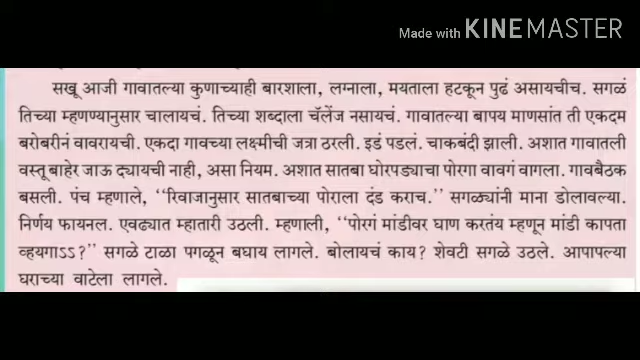 Made with KINEMASTER
सखू आजी गावातल्या कुणाच्याही बारशाला, लग्नाला, मयताला हटकून पुढं असायचीच. सगळं
तिच्या म्हणण्यानुसार चालायचं. तिच्या शब्दाला चॅलेंज नसायचं. गावातल्या बापय माणसांत ती एकदम
बरोबरीनं वावरायची. एकदा गावच्या लक्ष्मीची जत्रा ठरली. इडं पडलं. चाकबंदी झाली. अशात गावातली
वस्तू बाहेर जाऊ द्यायची नाही, असा नियम. अशात सातबा घोरपड्याचा पोरगा वावगं वागला. गावबैठक
बसली. पंच म्हणाले, ‘‘रिवाजानुसार सातबाच्या पोराला दंड कराच.’’ सगळ्यांनी माना डोलावल्या.
निर्णय फायनल. एवढ्यात म्हातारी उठली. म्हणाली, ‘‘पोरगं मांडीवर घाण करतंय म्हणून मांडी कापता
व्हयगाऽऽ?’’ सगळे टाळा पगळून बघाय लागले. बोलायचं काय? शेवटी सगळे उठले. आपापल्या
घराच्या वाटेला लागले.